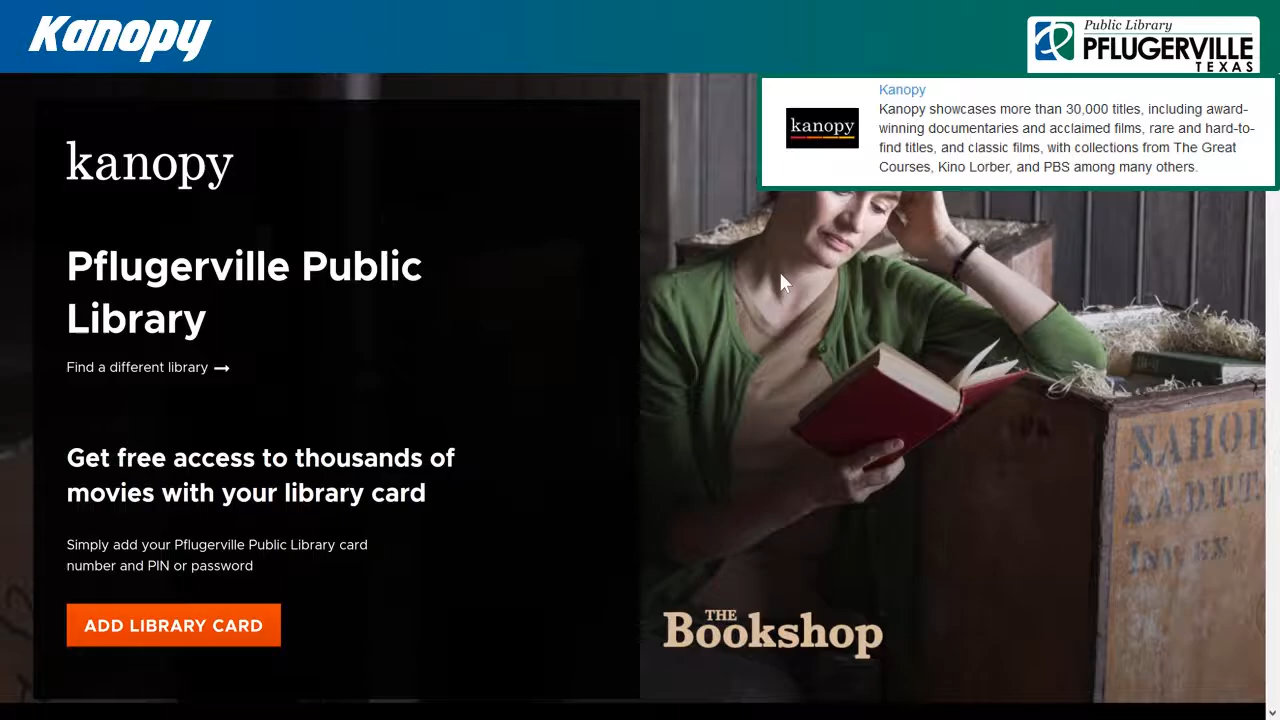 Kanopy
Public Library
PFLUGERVILLE
TEXAS
Kanopy
kanopy
Kanopy showcases more than 30,000 titles, including award-
winning documentaries and acclaimed films, rare and hard-to-
find titles, and classic films, with collections from The Great
Courses, Kino Lorber, and PBS among many others.
kanopy
Pflugerville Public
Library
Find a different library →
Get free access to thousands of
movies with your library card
Simply add your Pflugerville Public Library card
number and PIN or password
ADD LIBRARY CARD
THE
Bookshop
NAHOR
A.A.D.T.T.